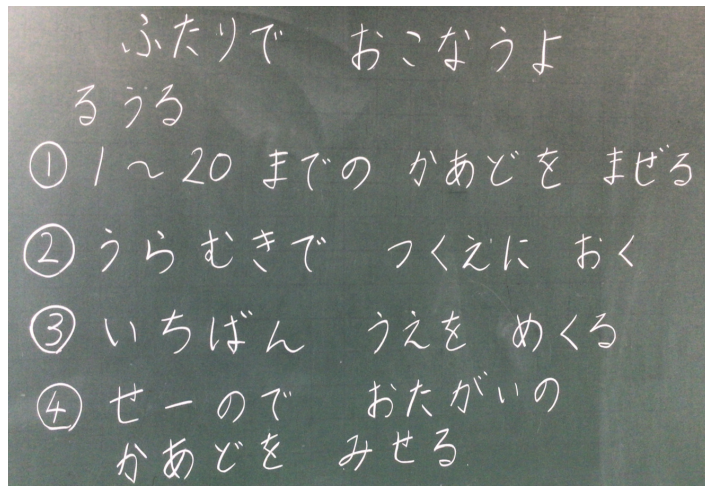 ふたりで おこなうよ
るうる
① 1～20 までの かあどを まぜる
② うらむきで つくえに おく
③ いちばん うえを めくる
④ せーので おたがいの
かあどを みせる